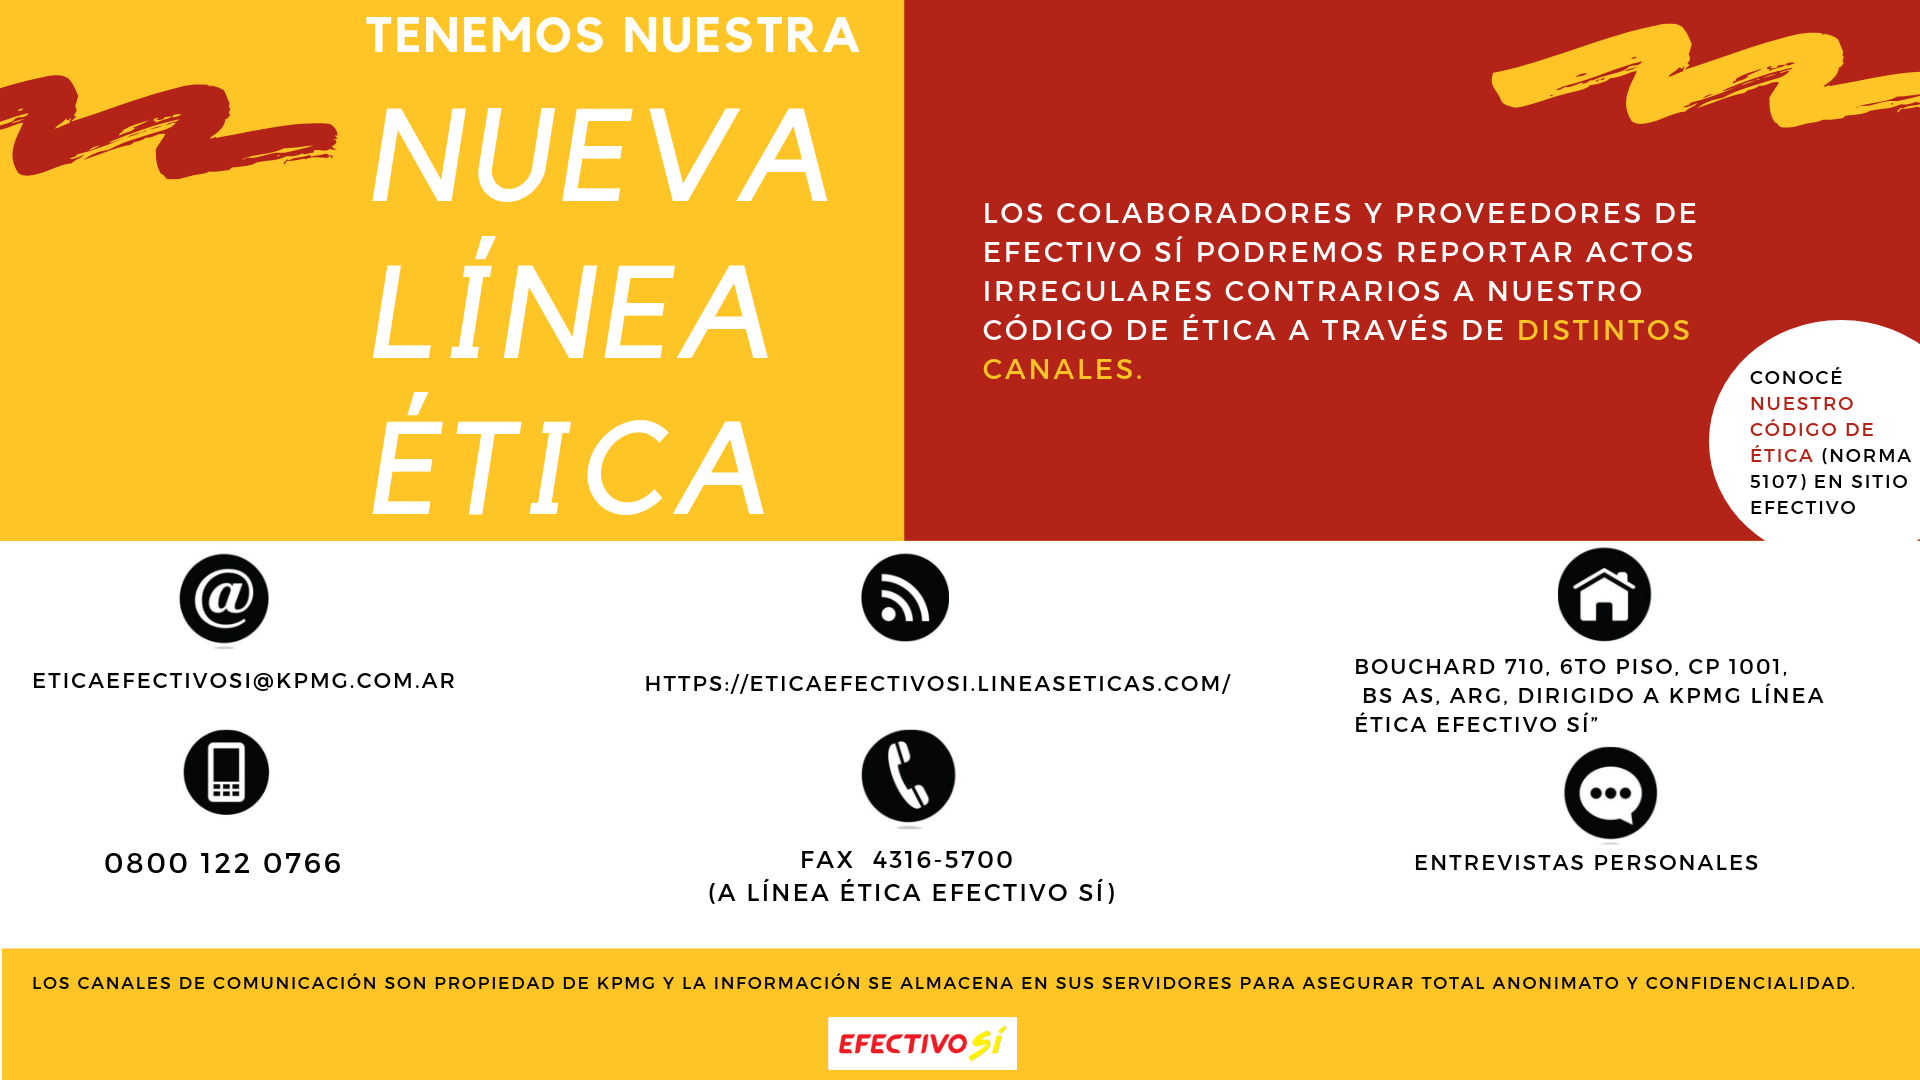 TENEMOS NUESTRA
NUEVA
LÍNEA
ÉTICA
LOS COLABORADORES Y PROVEEDORES DE
EFECTIVO SÍ PODREMOS REPORTAR ACTOS
IRREGULARES CONTRARIOS A NUESTRO
CÓDIGO DE ÉTICA A TRAVÉS DE DISTINTOS
CANALES.
CONOCÉ
NUESTRO
CÓDIGO DE
ÉTICA (NORMA
5107) EN SITIO
EFECTIVO
ETICAEFECTIVOSI@KPMG.COM.AR
HTTPS://ETICAEFECTIVOSI.LINEASETICAS.COM/
BOUCHARD 710, 6TO PISO, CP 1001,
BS AS, ARG, DIRIGIDO A KPMG LÍNEA
ÉTICA EFECTIVO SÍ”
0800 122 0766
FAX 4316-5700
(A LÍNEA ÉTICA EFECTIVO SÍ)
ENTREVISTAS PERSONALES
LOS CANALES DE COMUNICACIÓN SON PROPIEDAD DE KPMG Y LA INFORMACIÓN SE ALMACENA EN SUS SERVIDORES PARA ASEGURAR TOTAL ANONIMATO Y CONFIDENCIALIDAD.
EFECTIVO SÍ